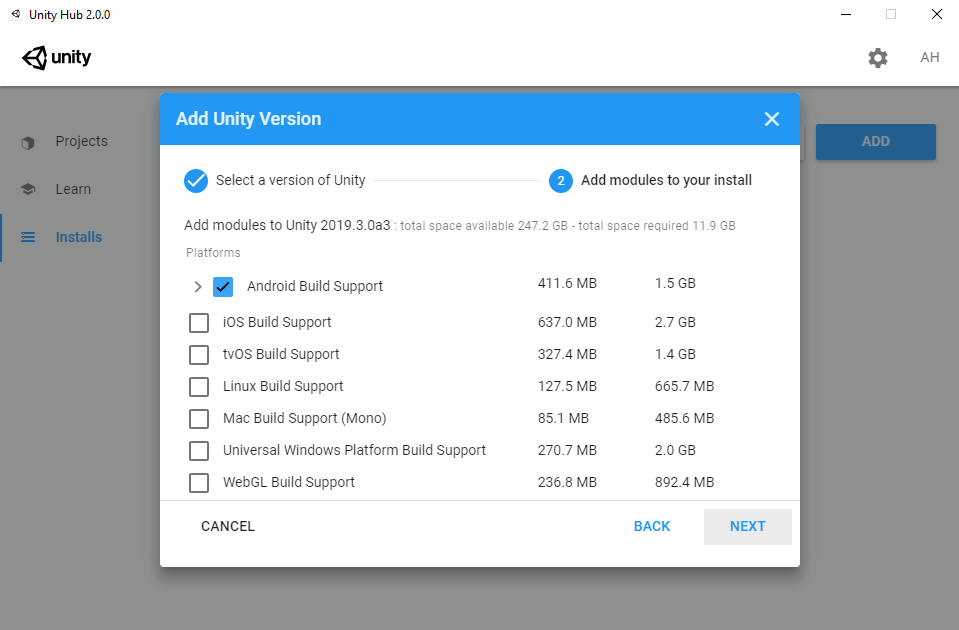 Unity Hub 2.0.0
unity
AH
Add Unity Version
Projects
ADD
Select a version of Unity
2 Add modules to your install
Learn
Add modules to Unity 2019.3.0a3 : total space available 247.2 GB - total space required 11.9 GB
Installs
Platforms
Android Build Support 411.6 MB 1.5 GB
iOS Build Support 637.0 MB 2.7 GB
tvOS Build Support 327.4 MB 1.4 GB
Linux Build Support 127.5 MB 665.7 MB
Mac Build Support (Mono) 85.1 MB 485.6 MB
Universal Windows Platform Build Support 270.7 MB 2.0 GB
WebGL Build Support 236.8 MB 892.4 MB
CANCEL
BACK
NEXT